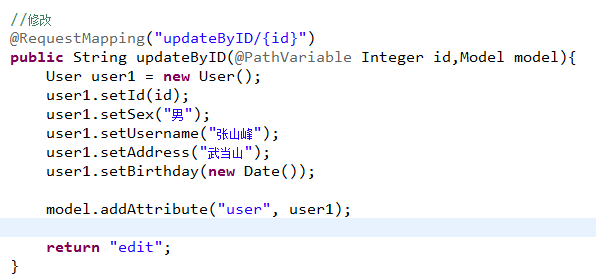 //修改
@RequestMapping("updateByID/{id}")
public String updateByID(@PathVariable Integer id,Model model){
User user1 = new User();
user1.setId(id);
user1.setSex("男");
user1.setUsername("张山峰");
user1.setAddress("武当山");
user1.setBirthday(new Date());
model.addAttribute("user", user1);
return "edit";
}